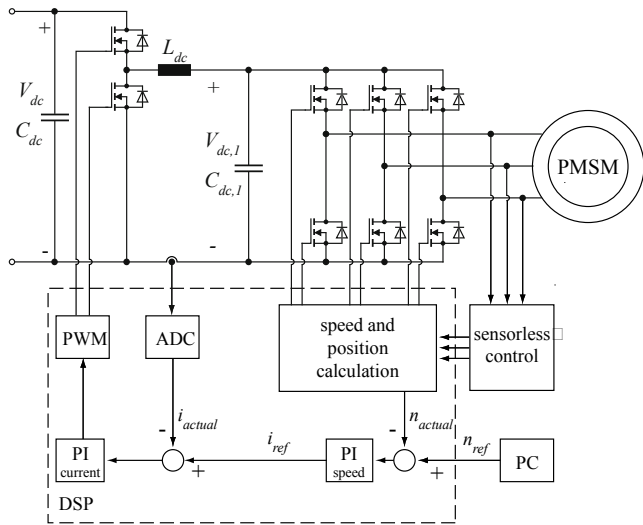 +
V_dc
C_dc
-
L_dc
+
V_dc,1
C_dc,1
-
PMSM
PWM
ADC
speed and
position
calculation
sensorless
control
i_actual
n_actual
-
-
i_ref
n_ref
PI
current
+
PI
speed
+
PC
DSP